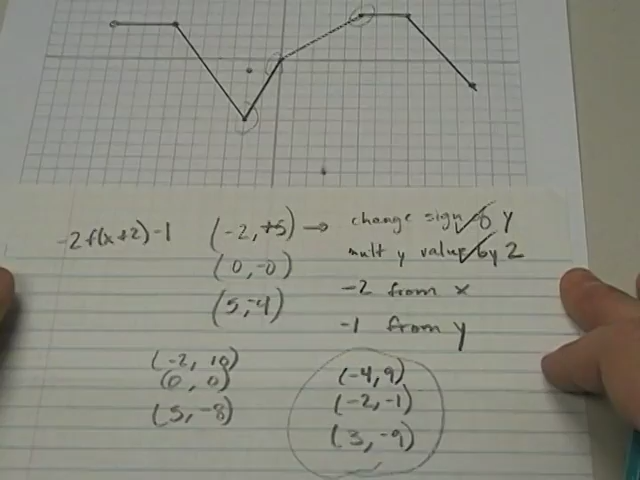 -2f(x+2)-1
(-2,+5) → change sign of y
(0,-0) mult y value by 2
(5,-4) -2 from x
-1 from y
(-2, 10)
(0, 0)
(5, -8)
(-4, 9)
(-2, -1)
(3, -9)